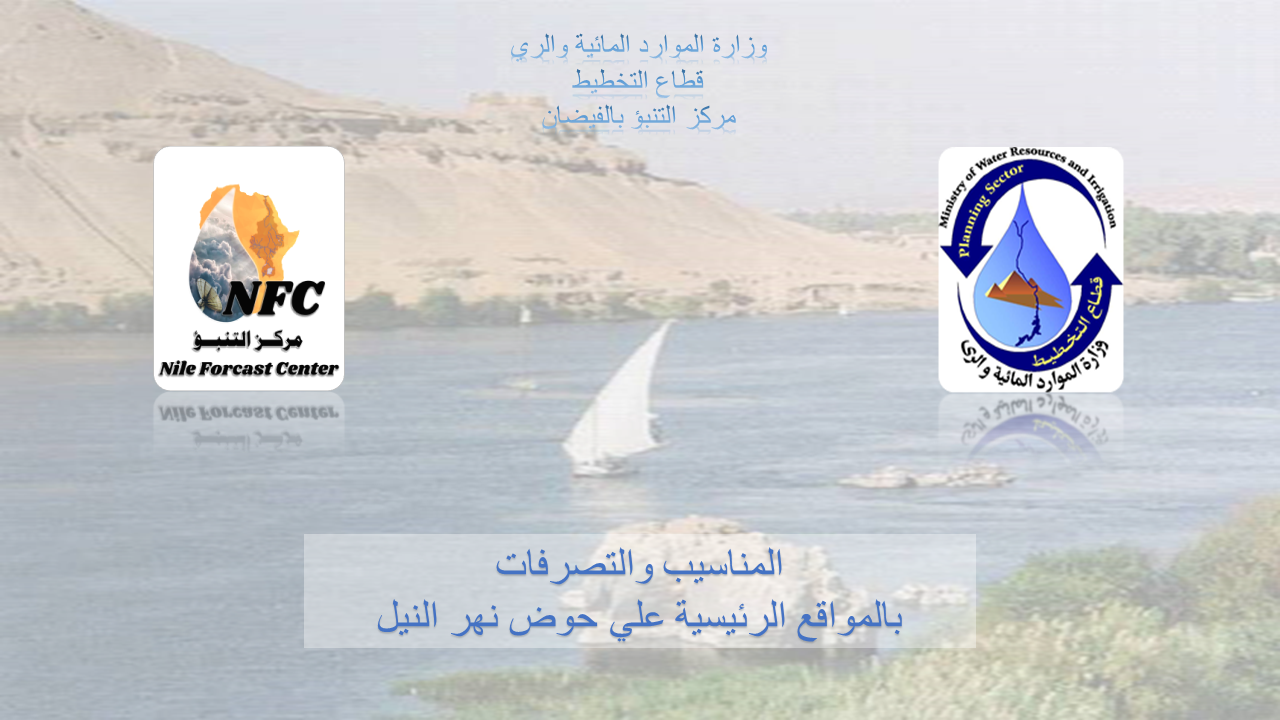 وزارة الموارد المائية والري
قطاع التخطيط
مركز التنبؤ بالفيضان
NFC
مركز التنبؤ
Nile Forcast Center
Ministry of Water Resources and Irrigation
Planning Sector
قطاع التخطيط
وزارة الموارد المائية والرى
المناسيب والتصرفات
بالمواقع الرئيسية علي حوض نهر النيل